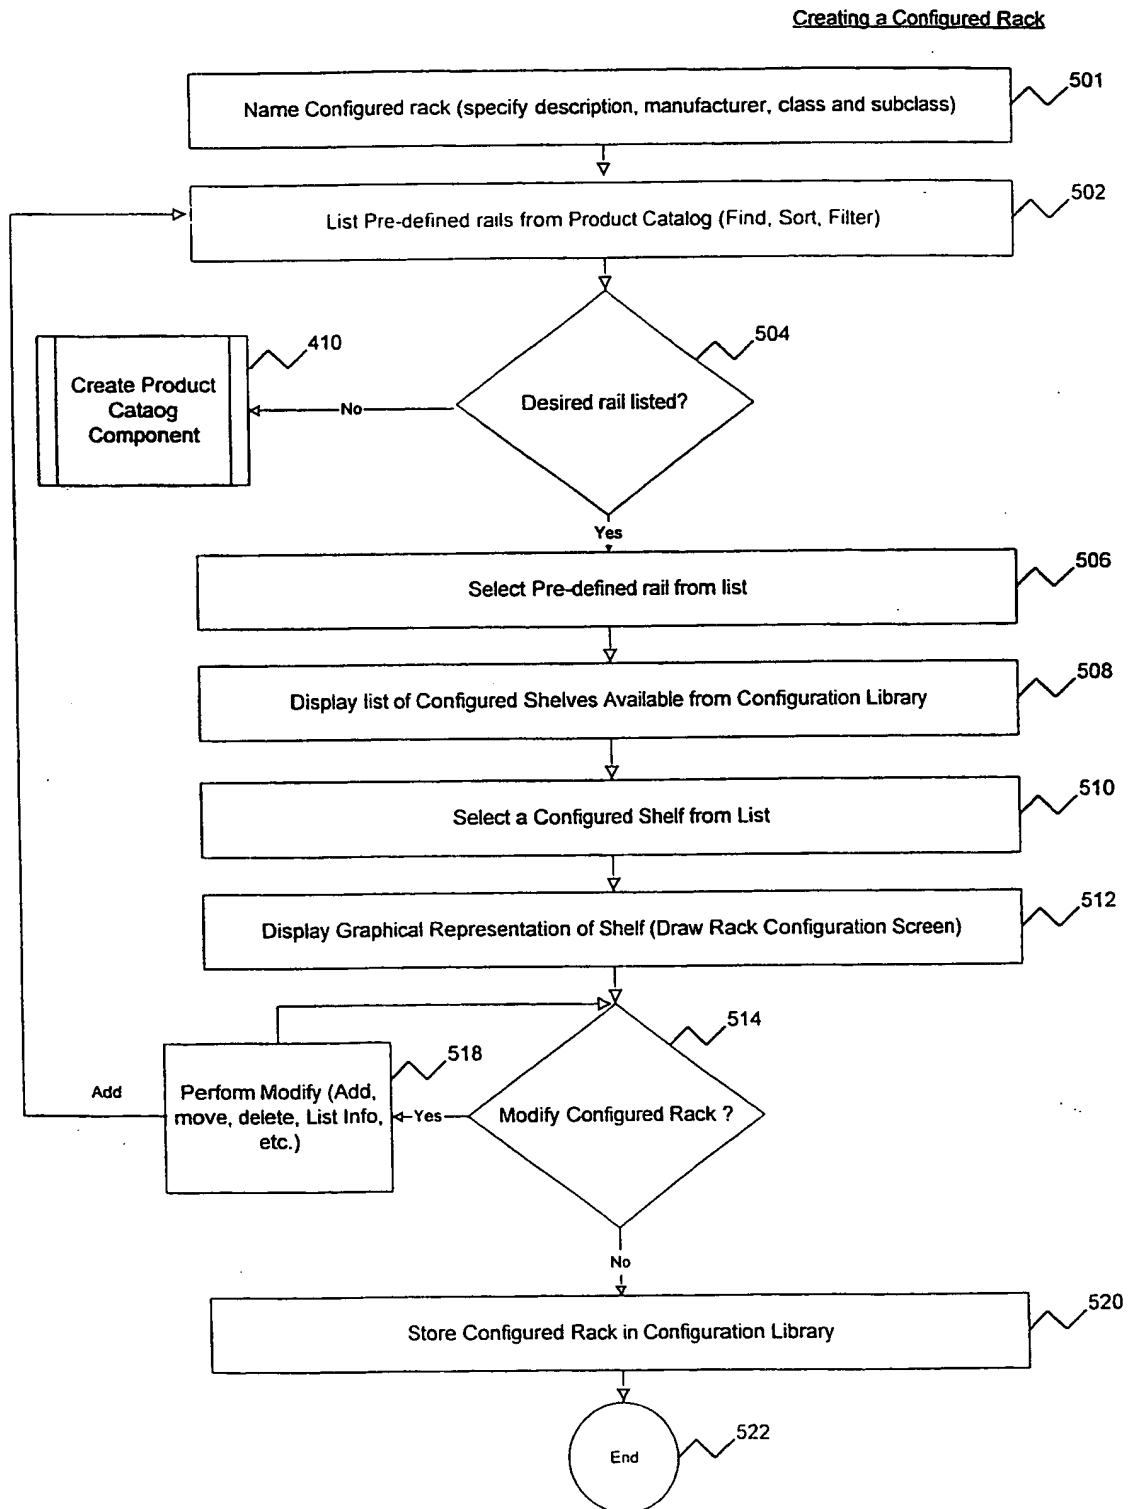 Creating a Configured Rack
Name Configured rack (specify description, manufacturer, class and subclass)
501
List Pre-defined rails from Product Catalog (Find, Sort, Filter)
502
410
504
Create Product
Cataog
Component
No
Desired rail listed?
Yes
Select Pre-defined rail from list
506
Display list of Configured Shelves Available from Configuration Library
508
Select a Configured Shelf from List
510
Display Graphical Representation of Shelf (Draw Rack Configuration Screen)
512
514
518
Add
Perform Modify (Add,
move, delete, List Info,
etc.)
Yes
Modify Configured Rack ?
No
Store Configured Rack in Configuration Library
520
End
522